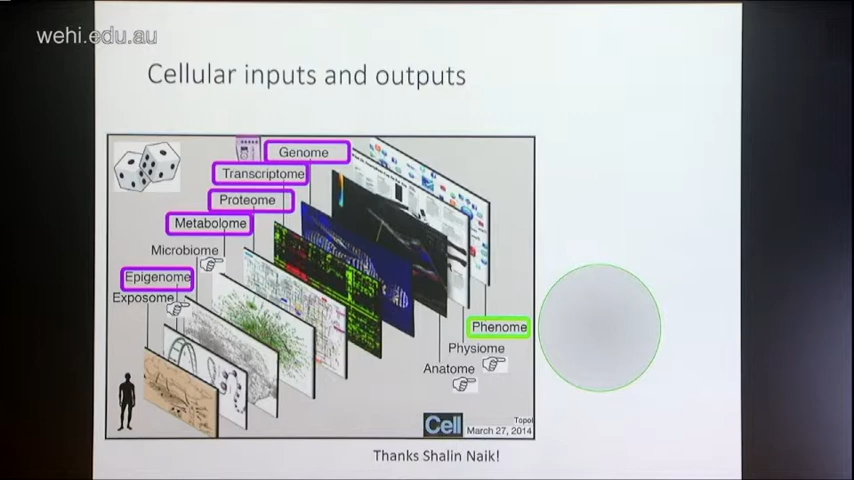 wehi.edu.au
Cellular inputs and outputs
Genome
Transcriptome
Proteome
Metabolome
Microbiome
Epigenome
Exposome
Phenome
Physiome
Anatome
Cell
Topol
March 27, 2014
Thanks Shalin Naik!